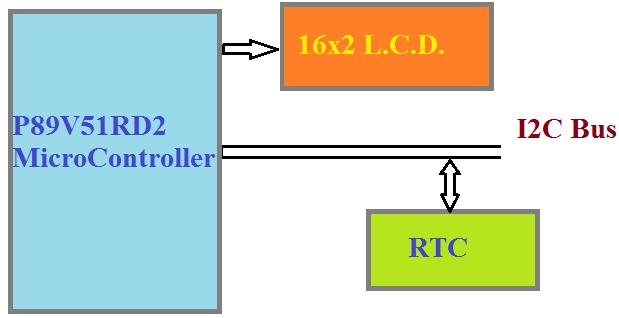 16x2 L.C.D.
P89V51RD2
MicroController
I2C Bus
RTC